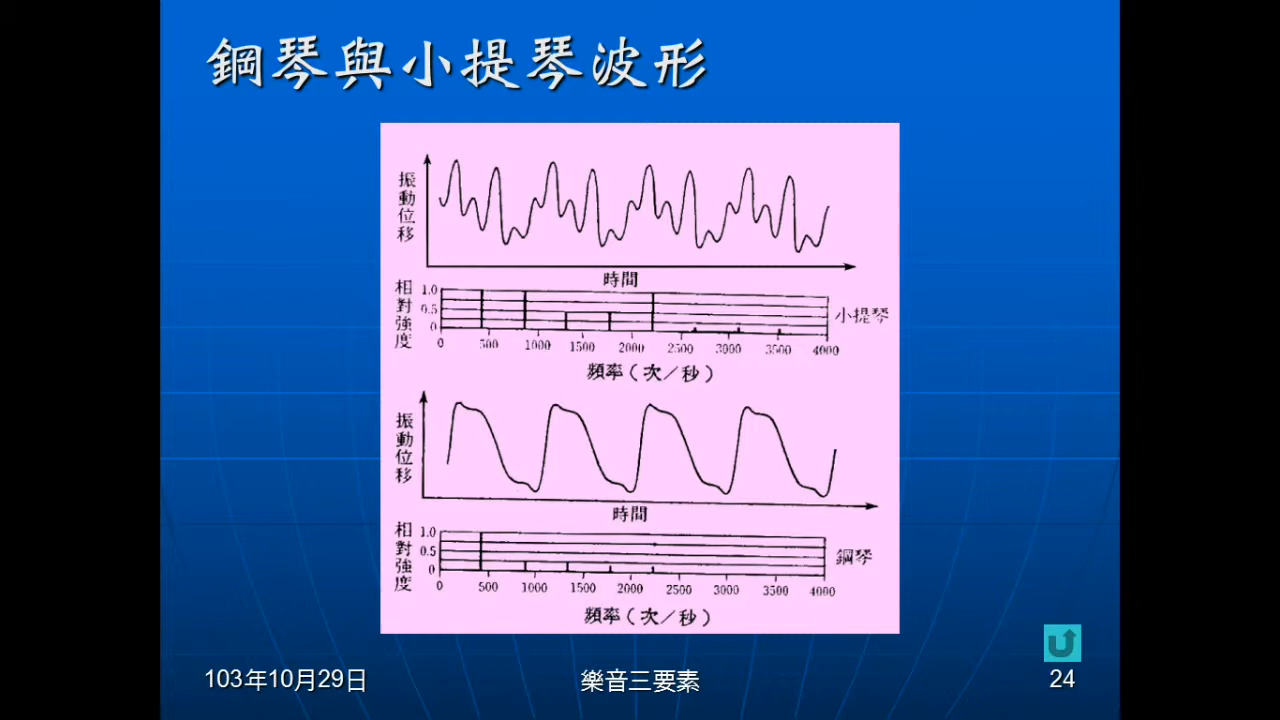 鋼琴與小提琴波形
振動位移
時間
相對強度
1.0
0.5
0
小提琴
0 500 1000 1500 2000 2500 3000 3500 4000
頻率(次/秒)
振動位移
時間
相對強度
1.0
0.5
0
鋼琴
0 500 1000 1500 2000 2500 3000 3500 4000
頻率(次/秒)
103年10月29日
樂音三要素
24